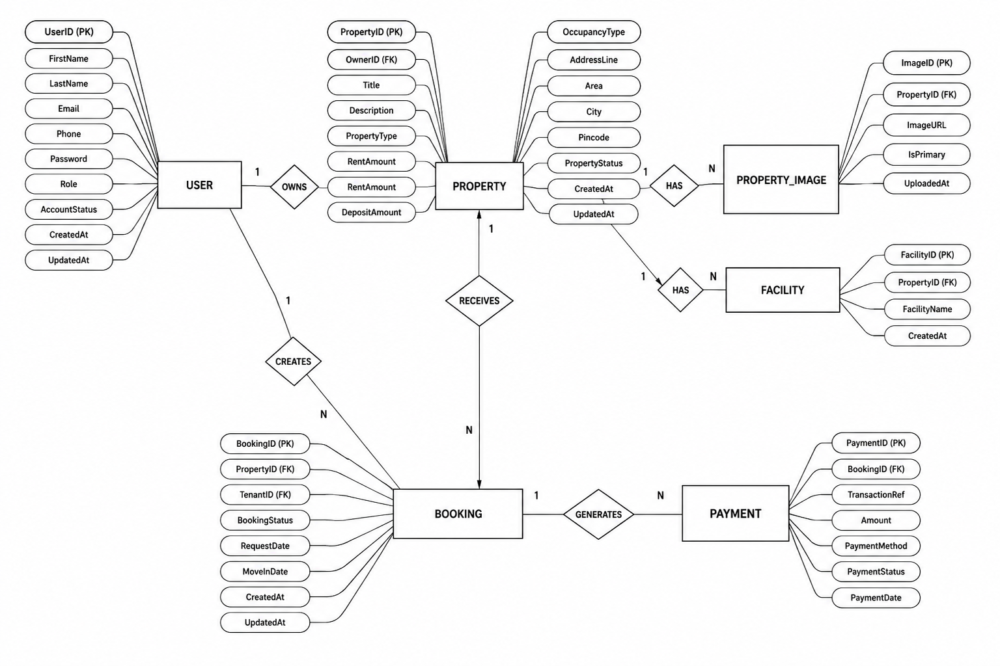 UserID (PK)
FirstName
LastName
Email
Phone
Password
Role
AccountStatus
CreatedAt
UpdatedAt
USER
1
OWNS
PropertyID (PK)
OwnerID (FK)
Title
Description
PropertyType
RentAmount
RentAmount
DepositAmount
PROPERTY
OccupancyType
AddressLine
Area
City
Pincode
PropertyStatus
CreatedAt
UpdatedAt
1
HAS
N
PROPERTY_IMAGE
ImageID (PK)
PropertyID (FK)
ImageURL
IsPrimary
UploadedAt
1
HAS
N
FACILITY
FacilityID (PK)
PropertyID (FK)
FacilityName
CreatedAt
1
RECEIVES
N
1
CREATES
N
BookingID (PK)
PropertyID (FK)
TenantID (FK)
BookingStatus
RequestDate
MoveInDate
CreatedAt
UpdatedAt
BOOKING
1
GENERATES
N
PAYMENT
PaymentID (PK)
BookingID (FK)
TransactionRef
Amount
PaymentMethod
PaymentStatus
PaymentDate